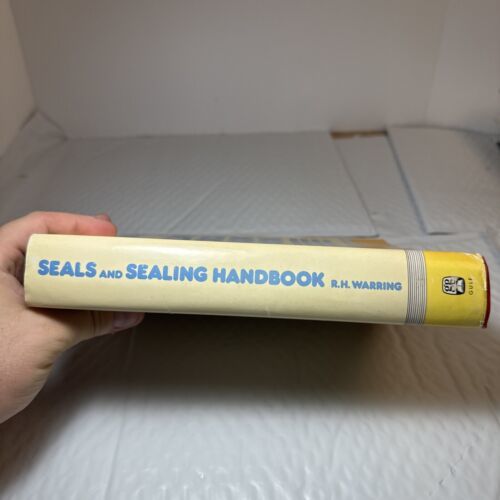 SEALS AND SEALING HANDBOOK R.H. WARRING
GULF